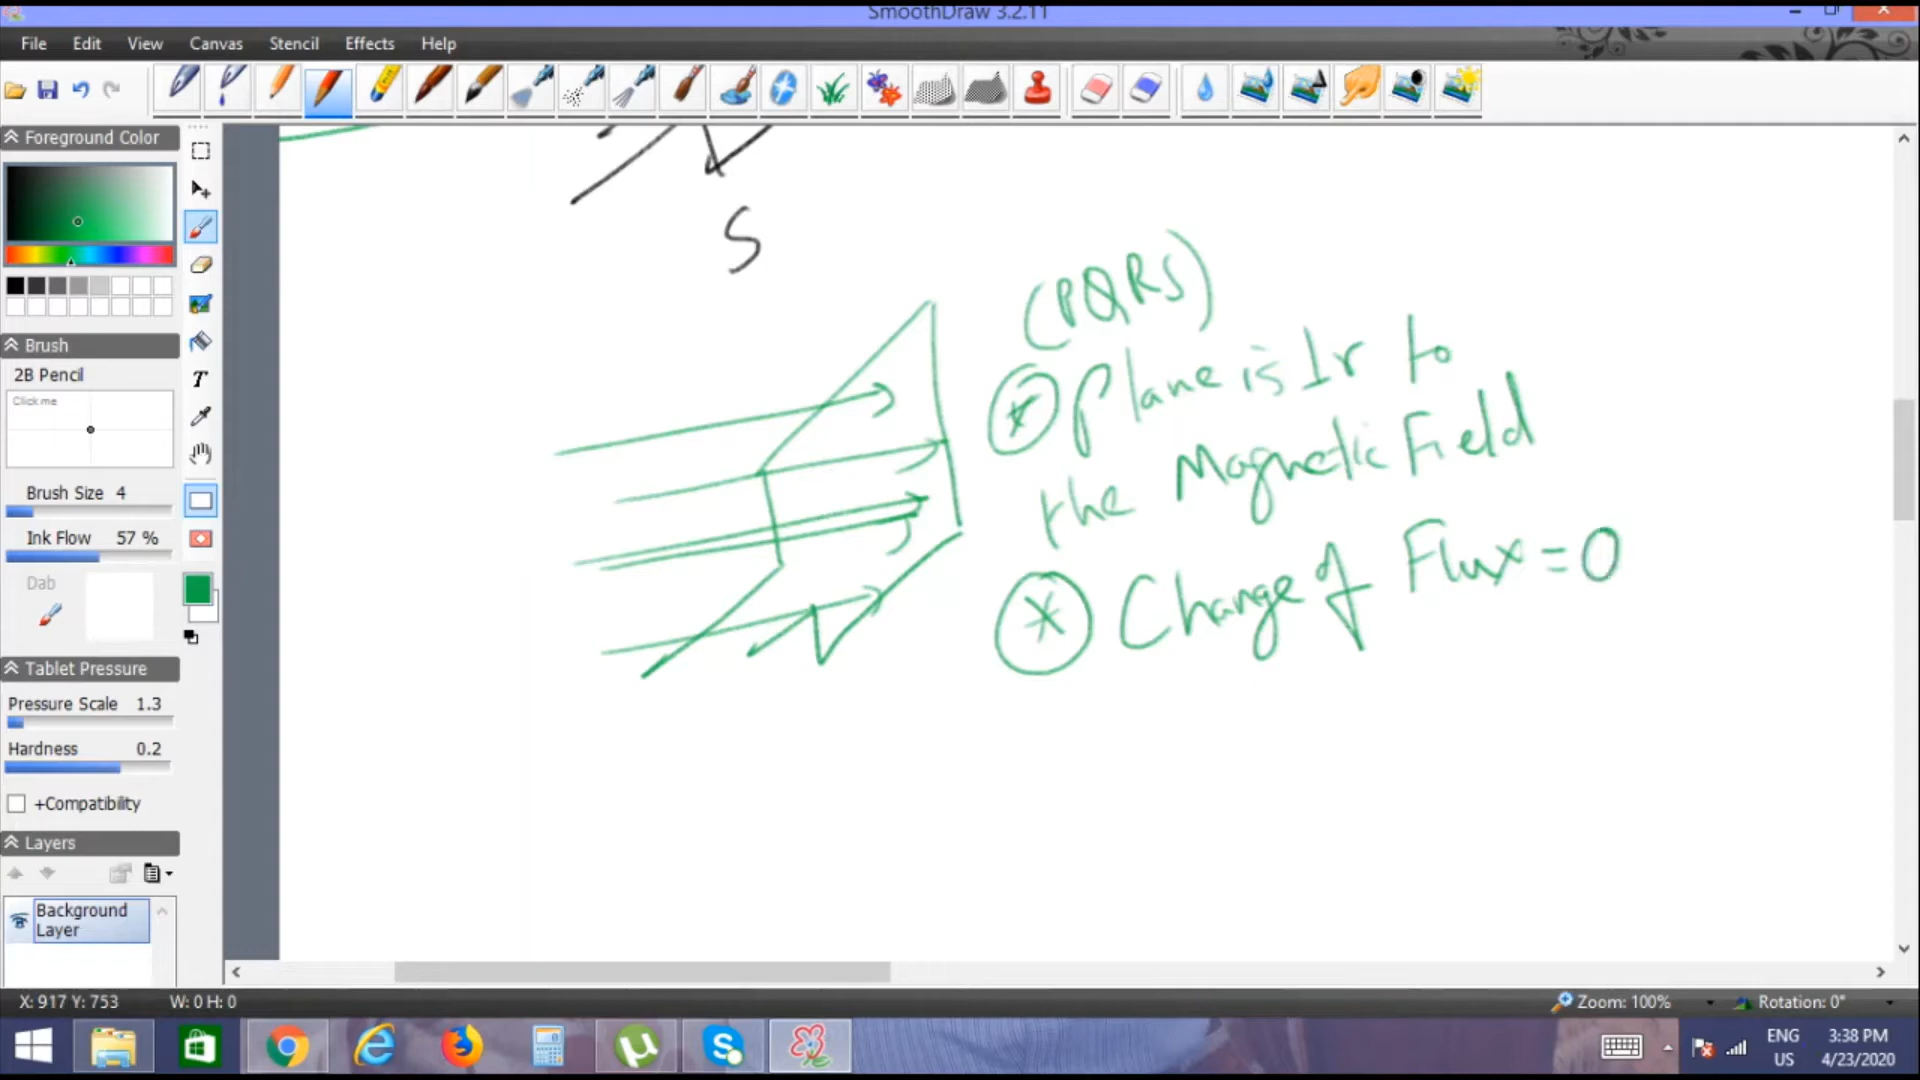 SmoothDraw 3.2.11
File Edit View Canvas Stencil Effects Help
Foreground Color
Brush
2B Pencil
Click me
Brush Size 4
Ink Flow 57 %
Dab
Tablet Pressure
Pressure Scale 1.3
Hardness 0.2
+Compatibility
Layers
Background
Layer
S
(PQRS)
* Plane is 1r to
the Magnetic Field
* Change of Flux = 0
X: 917 Y: 753 W: 0 H: 0
Zoom: 100% Rotation: 0°
ENG 3:38 PM
US 4/23/2020